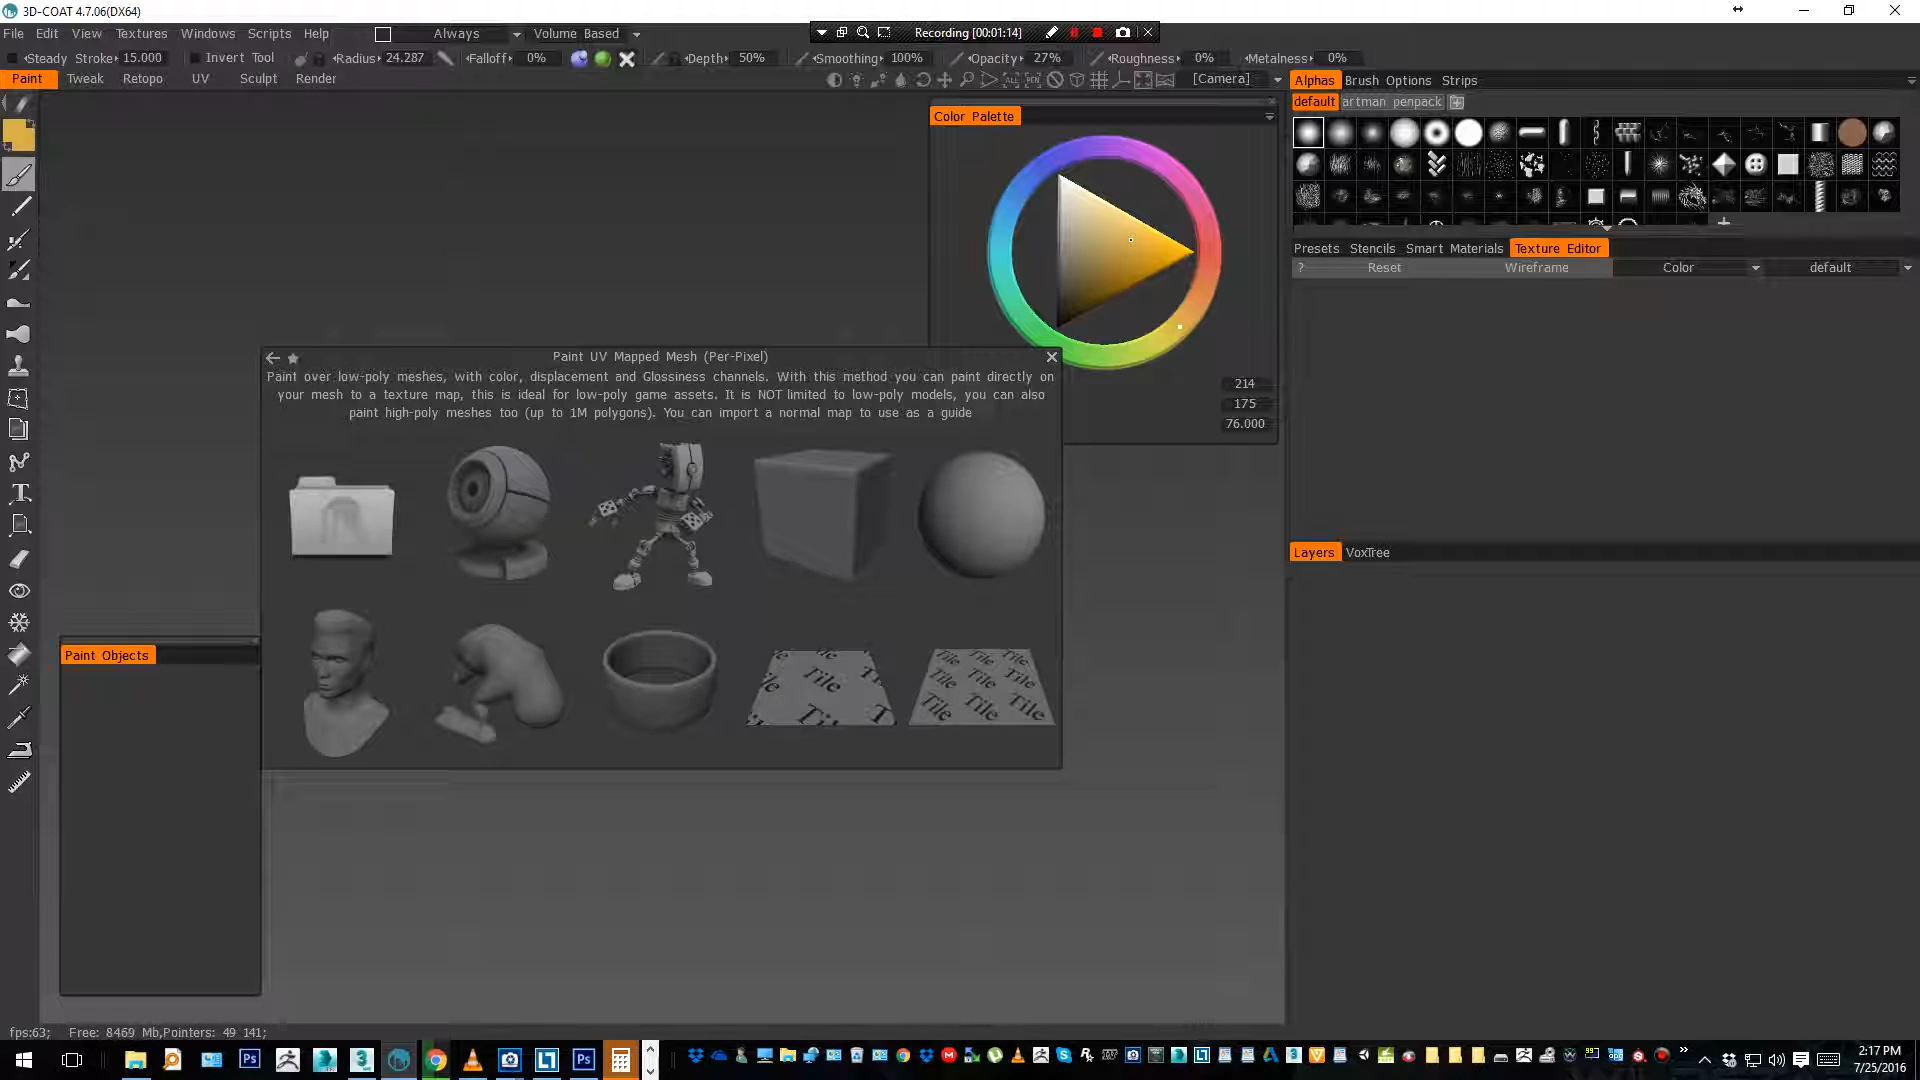 3D-COAT 4.7.06(DX64)
File Edit View Textures Windows Scripts Help Always Volume Based
Recording [00:01:14]
Steady Stroke 15.000 Invert Tool Radius 24.287 Falloff 0% Depth 50% Smoothing 100% Opacity 27% Roughness 0% Metalness 0%
Paint Tweak Retopo UV Sculpt Render [Camera]
Alphas Brush Options Strips
default artman penpack
Color Palette
214
175
76.000
Presets Stencils Smart Materials Texture Editor
? Reset Wireframe Color default
Paint UV Mapped Mesh (Per-Pixel)
Paint over low-poly meshes, with color, displacement and Glossiness channels. With this method you can paint directly on
your mesh to a texture map, this is ideal for low-poly game assets. It is NOT limited to low-poly models, you can also
paint high-poly meshes too (up to 1M polygons). You can import a normal map to use as a guide
Tile
Tile
Tile
Tile
Tile
Tile
Tile
Tile
Layers VoxTree
Paint Objects
fps:63; Free: 8469 Mb,Pointers: 49 141;
2:17 PM
7/25/2016